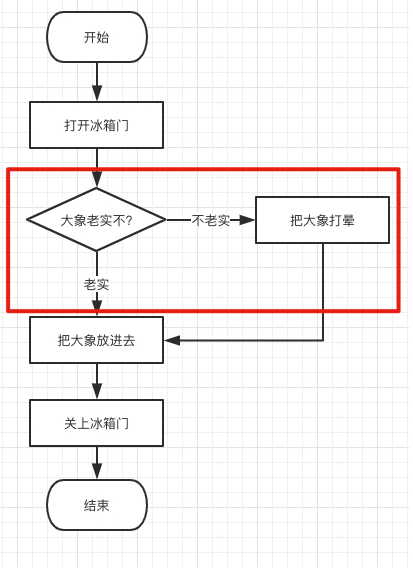 开始
打开冰箱门
大象老实不?
不老实
把大象打晕
老实
把大象放进去
关上冰箱门
结束